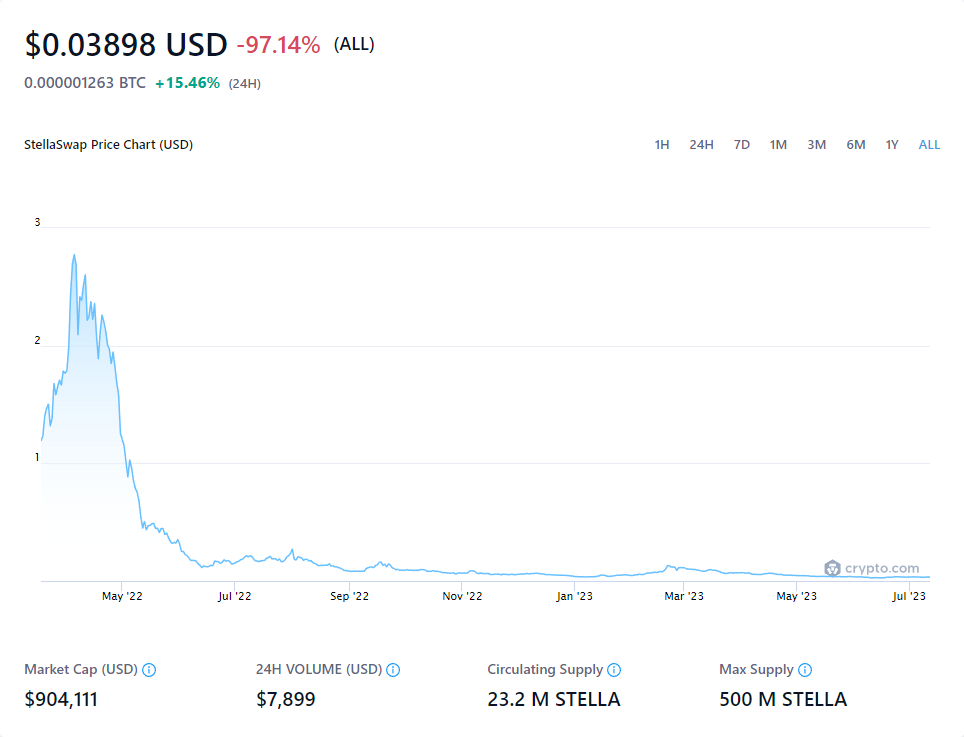 $0.03898 USD -97.14% (ALL)
0.000001263 BTC +15.46% (24H)
StellaSwap Price Chart (USD) 1H 24H 7D 1M 3M 6M 1Y ALL
3
2
1
crypto.com
May '22 Jul '22 Sep '22 Nov '22 Jan '23 Mar '23 May '23 Jul '23
Market Cap (USD) 24H VOLUME (USD) Circulating Supply Max Supply
$904,111 $7,899 23.2 M STELLA 500 M STELLA